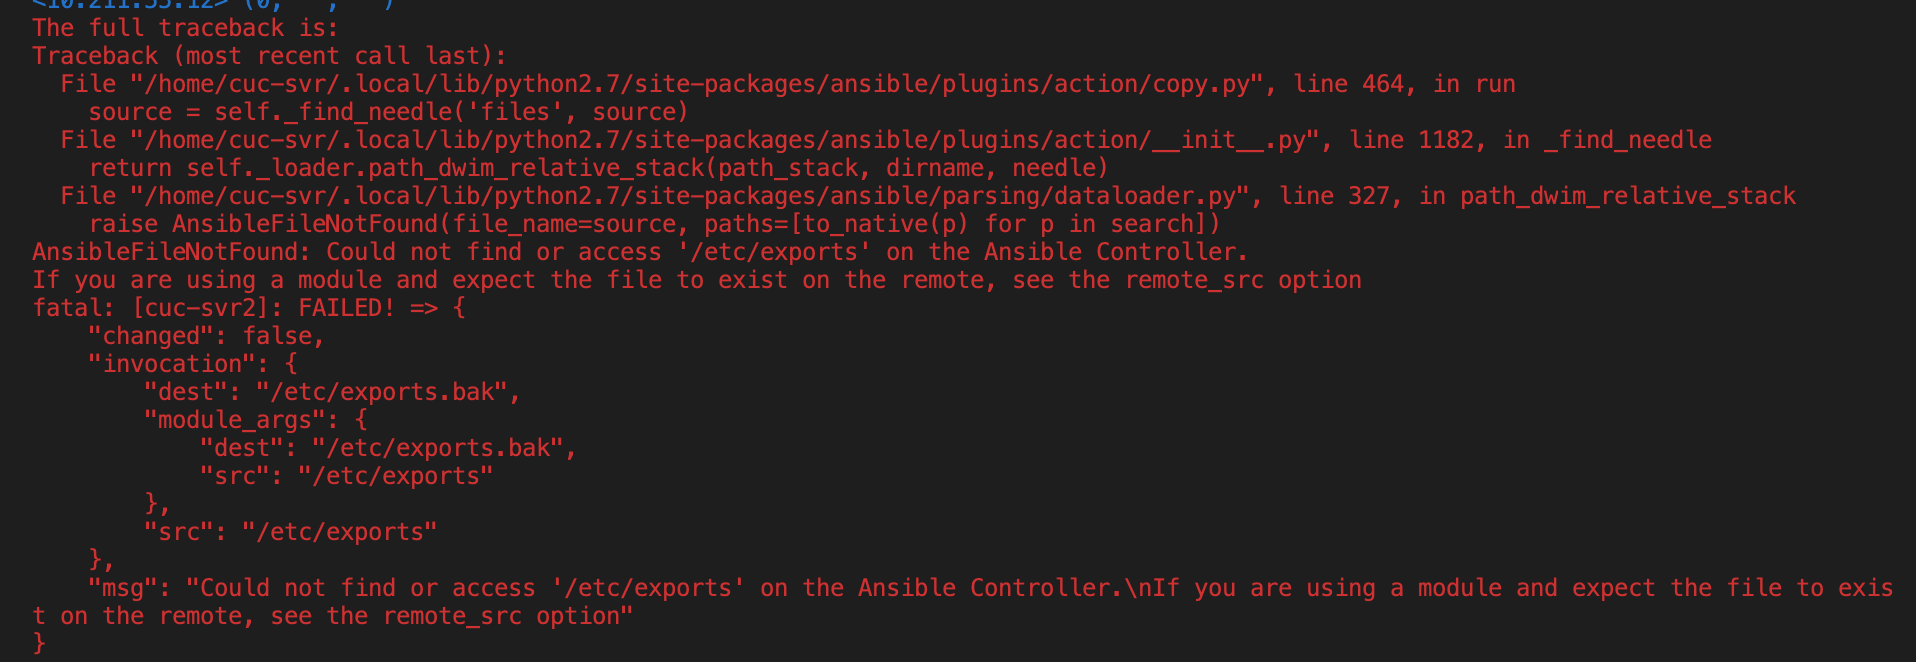 The full traceback is:
Traceback (most recent call last):
  File "/home/cuc-svr/.local/lib/python2.7/site-packages/ansible/plugins/action/copy.py", line 464, in run
    source = self._find_needle('files', source)
  File "/home/cuc-svr/.local/lib/python2.7/site-packages/ansible/plugins/action/__init__.py", line 1182, in _find_needle
    return self._loader.path_dwim_relative_stack(path_stack, dirname, needle)
  File "/home/cuc-svr/.local/lib/python2.7/site-packages/ansible/parsing/dataloader.py", line 327, in path_dwim_relative_stack
    raise AnsibleFileNotFound(file_name=source, paths=[to_native(p) for p in search])
AnsibleFileNotFound: Could not find or access '/etc/exports' on the Ansible Controller.
If you are using a module and expect the file to exist on the remote, see the remote_src option
fatal: [cuc-svr2]: FAILED! => {
    "changed": false,
    "invocation": {
        "dest": "/etc/exports.bak",
        "module_args": {
            "dest": "/etc/exports.bak",
            "src": "/etc/exports"
        },
        "src": "/etc/exports"
    },
    "msg": "Could not find or access '/etc/exports' on the Ansible Controller.\nIf you are using a module and expect the file to exis
t on the remote, see the remote_src option"
}